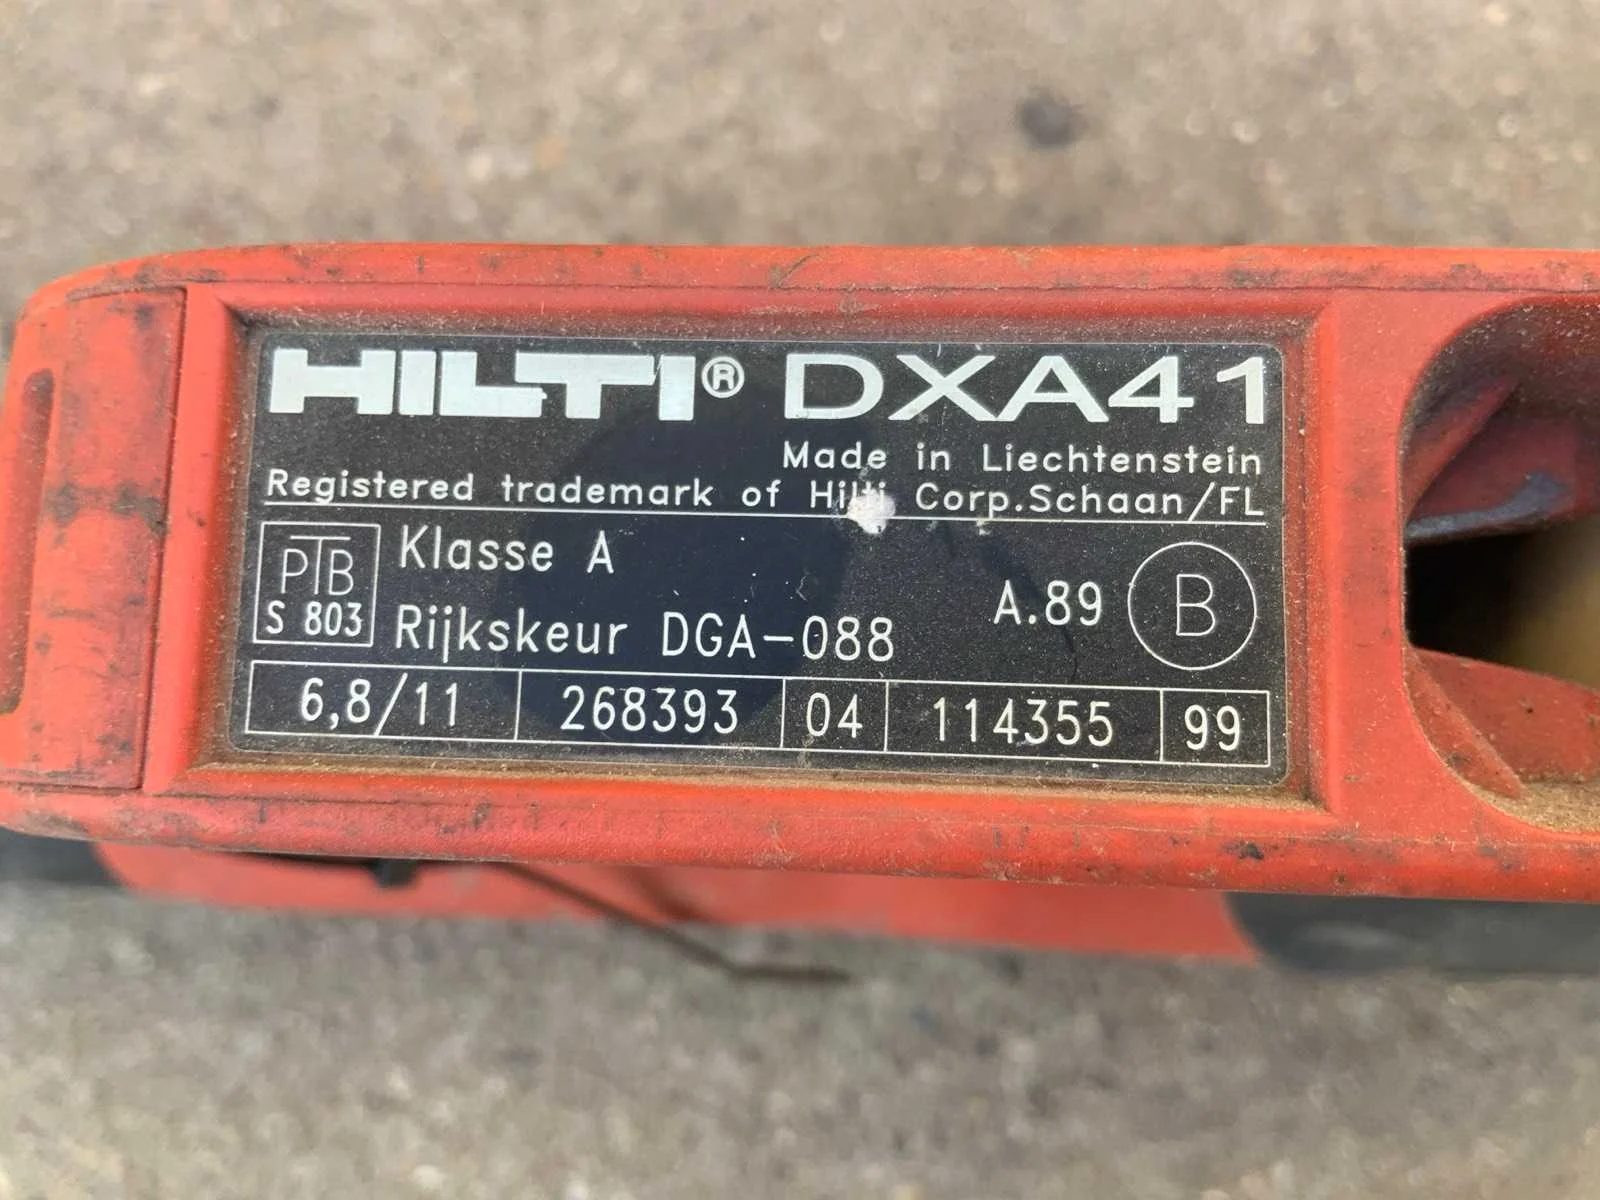 HILTI® DXA41
Made in Liechtenstein
Registered trademark of Hilti Corp.Schaan/FL
PTB
S 803
Klasse A
Rijkskeur DGA-088
A.89
B
6,8/11 268393 04 114355 99